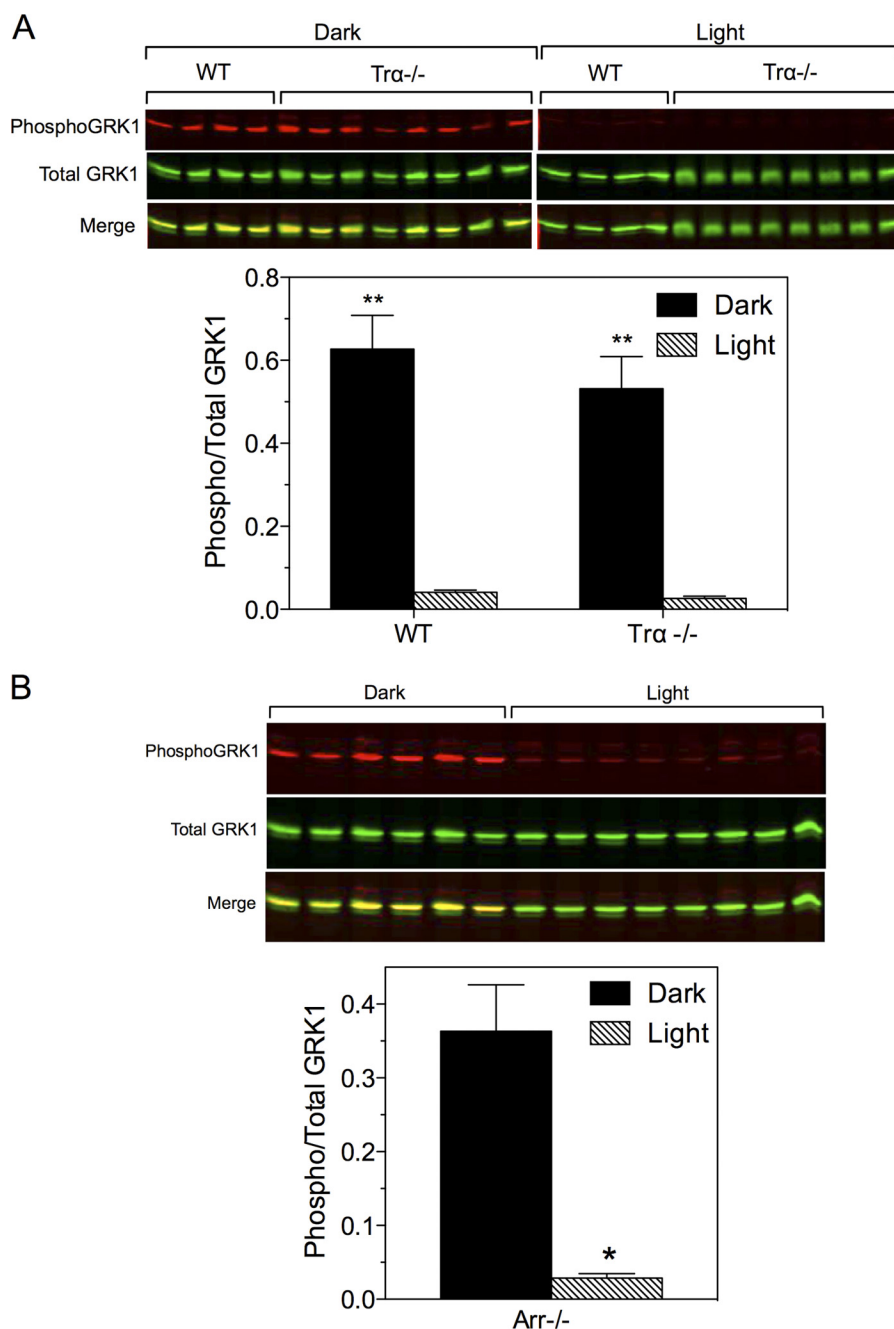 A
Dark Light
WT Trα-/- WT Trα-/-
PhosphoGRK1
Total GRK1
Merge
Phospho/Total GRK1
0.8
0.6
0.4
0.2
0.0
** **
Dark
Light
WT Trα -/-
B
Dark Light
PhosphoGRK1
Total GRK1
Merge
Phospho/Total GRK1
0.4
0.3
0.2
0.1
0.0
Dark
Light
*
Arr-/-